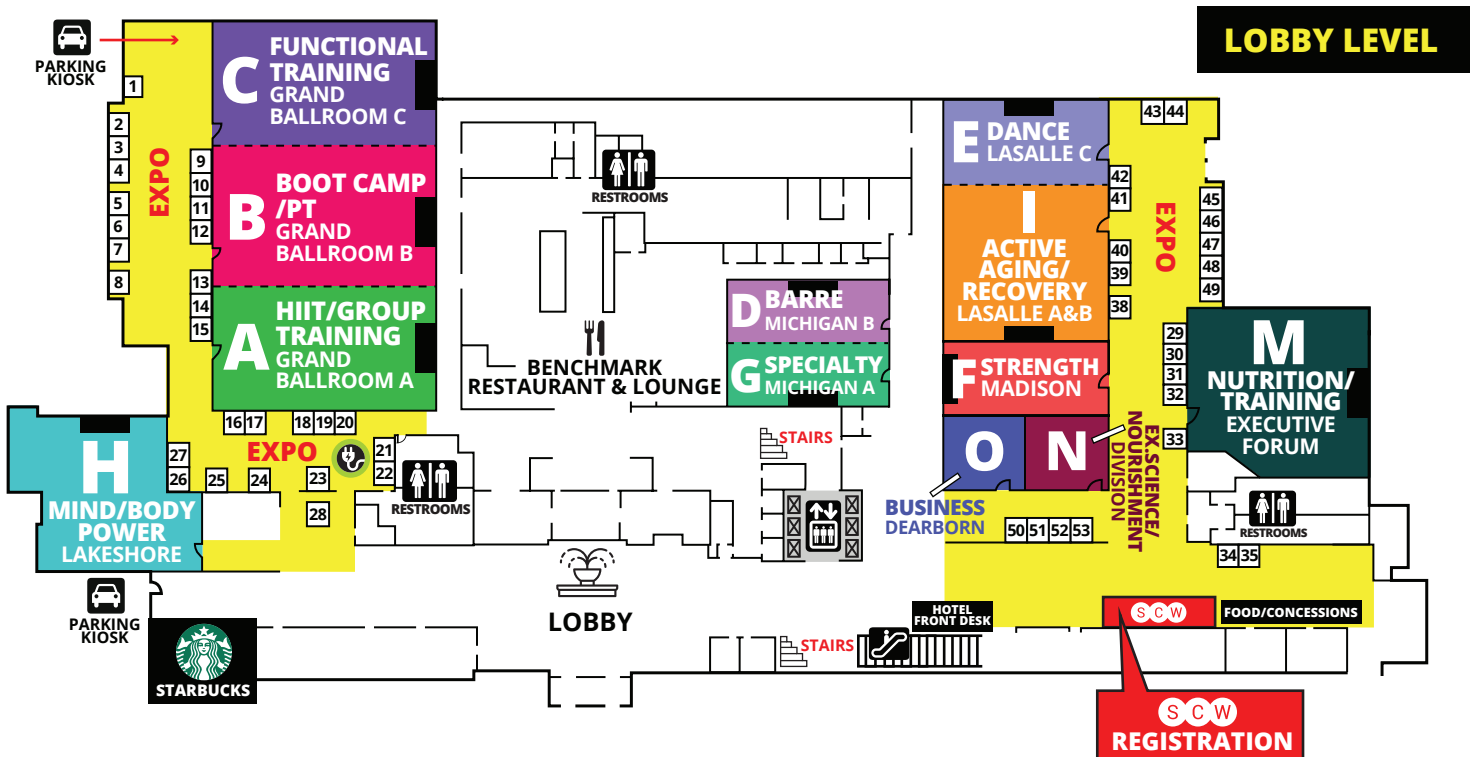 LOBBY LEVEL
PARKING
KIOSK
EXPO
1
2
3
4
5
6
7
8
9
10
11
12
13
14
15
C
FUNCTIONAL
TRAINING
GRAND
BALLROOM C
B
BOOT CAMP
/PT
GRAND
BALLROOM B
A
HIIT/GROUP
TRAINING
GRAND
BALLROOM A
16 17 18 19 20
EXPO
21
22
27
26
25
24
23
28
RESTROOMS
H
MIND/BODY
POWER
LAKESHORE
PARKING
KIOSK
STARBUCKS
RESTROOMS
BENCHMARK
RESTAURANT & LOUNGE
D
BARRE
MICHIGAN B
G
SPECIALTY
MICHIGAN A
STAIRS
LOBBY
STAIRS
HOTEL
FRONT DESK
E
DANCE
LASALLE C
I
ACTIVE
AGING/
RECOVERY
LASALLE A&B
F
STRENGTH
MADISON
O
BUSINESS
DEARBORN
N
EX SCIENCE/
NOURISHMENT
DIVISION
43 44
42
41
40
39
38
EXPO
45
46
47
48
49
29
30
31
32
33
M
NUTRITION/
TRAINING
EXECUTIVE
FORUM
RESTROOMS
50 51 52 53
34 35
SCW
FOOD/CONCESSIONS
SCW
REGISTRATION